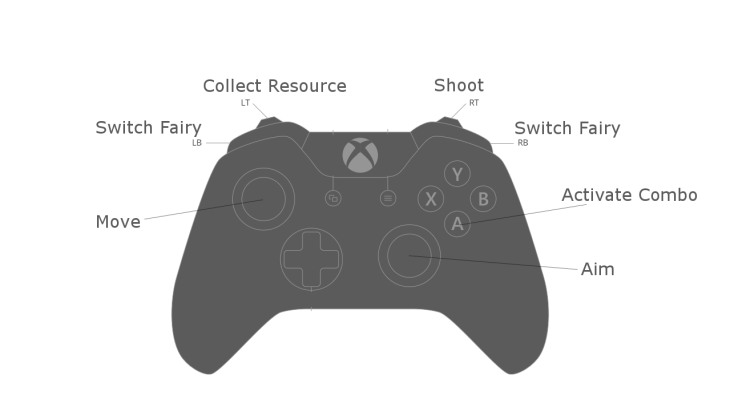 Collect Resource
Shoot
LT
RT
Switch Fairy
Switch Fairy
LB
RB
Y
X
B
Activate Combo
A
Move
Aim